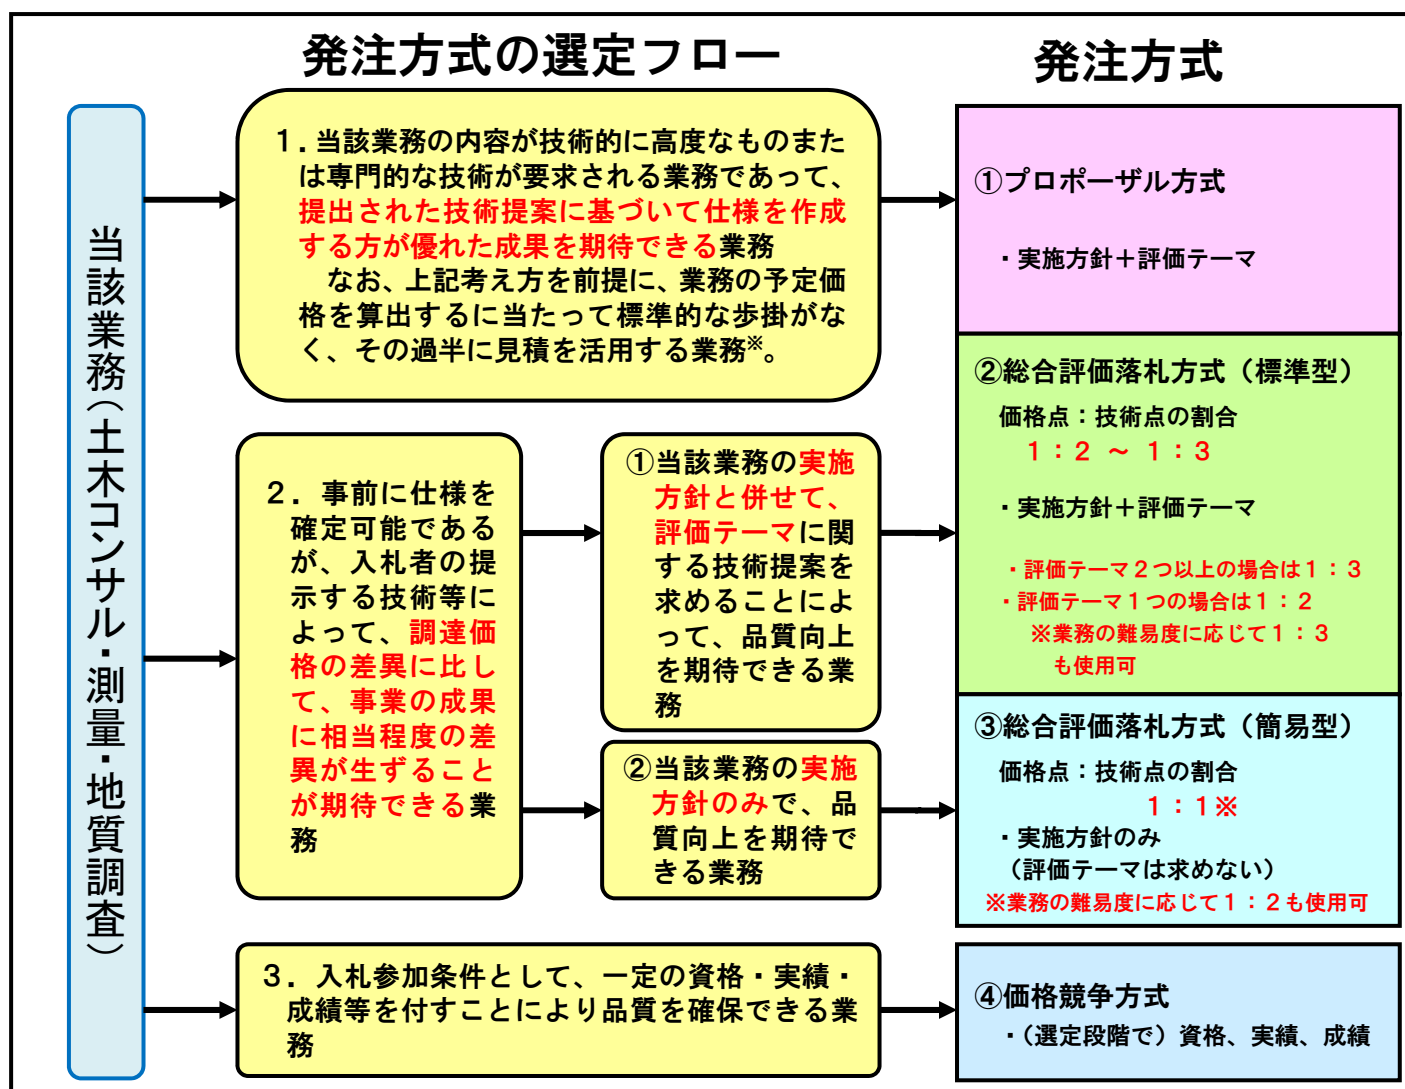 発注方式の選定フロー
発注方式
当該業務（土木コンサル・測量・地質調査）
１．当該業務の内容が技術的に高度なものまた
は専門的な技術が要求される業務であって、
提出された技術提案に基づいて仕様を作成
する方が優れた成果を期待できる業務
なお、上記考え方を前提に、業務の予定価
格を算出するに当たって標準的な歩掛がな
く、その過半に見積を活用する業務※。
①プロポーザル方式
・実施方針＋評価テーマ
２．事前に仕様を
確定可能である
が、入札者の提
示する技術等に
よって、調達価
格の差異に比し
て、事業の成果
に相当程度の差
異が生ずること
が期待できる業
務
①当該業務の実施
方針と併せて、
評価テーマに関
する技術提案を
求めることによ
って、品質向上
を期待できる業
務
②総合評価落札方式（標準型）
価格点：技術点の割合
１：２ ～ １：３
・実施方針＋評価テーマ
・評価テーマ２つ以上の場合は１：３
・評価テーマ１つの場合は１：２
※業務の難易度に応じて１：３
も使用可
②当該業務の実施
方針のみで、品
質向上を期待で
きる業務
③総合評価落札方式（簡易型）
価格点：技術点の割合
１：１※
・実施方針のみ
（評価テーマは求めない）
※業務の難易度に応じて１：２も使用可
３．入札参加条件として、一定の資格・実績・
成績等を付すことにより品質を確保できる業
務
④価格競争方式
・（選定段階で）資格、実績、成績